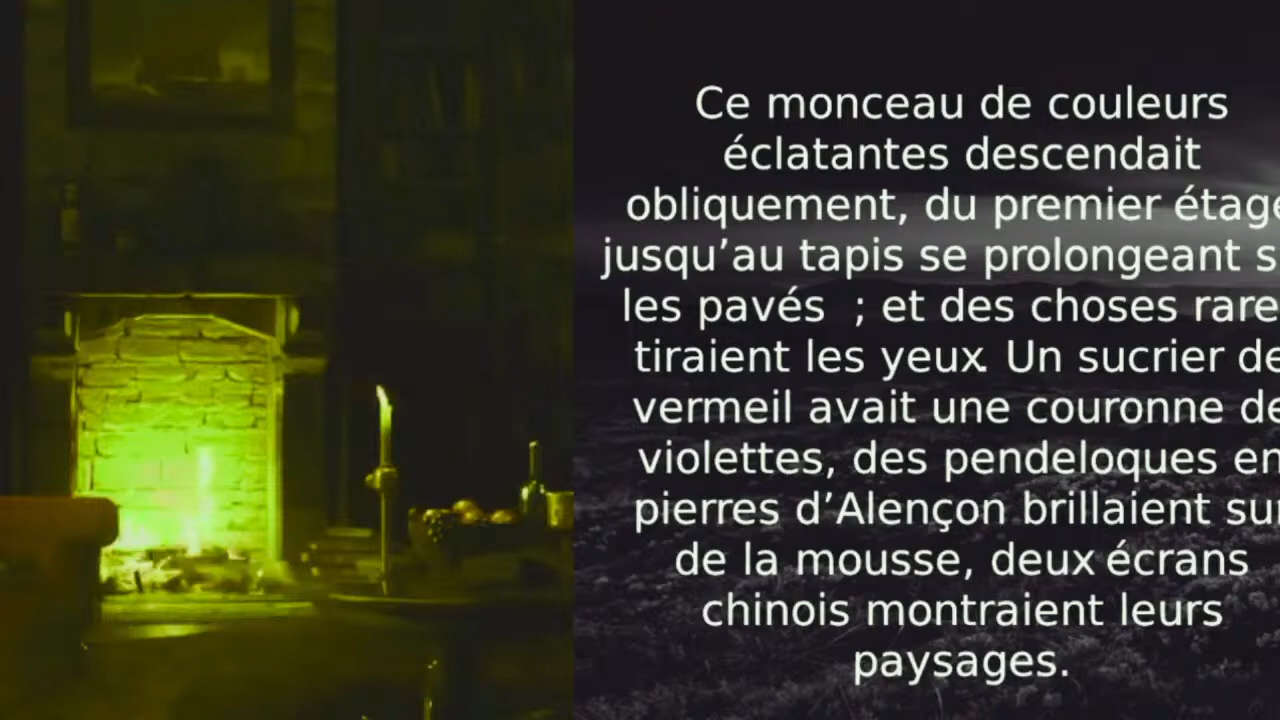 Ce monceau de couleurs
éclatantes descendait
obliquement, du premier étage
jusqu’au tapis se prolongeant s
les pavés  ; et des choses rare
tiraient les yeux. Un sucrier de
vermeil avait une couronne de
violettes, des pendeloques en
pierres d’Alençon brillaient sur
de la mousse, deux écrans
chinois montraient leurs
paysages.